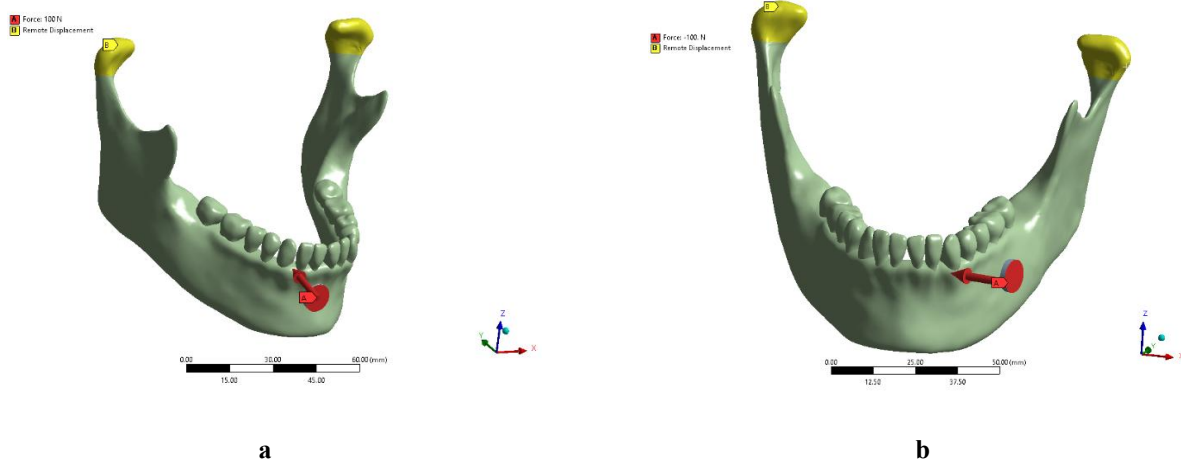 A Force: 100 N
B Remote Displacement
B
A
Z
Y
X
0.00 30.00 60.00 (mm)
15.00 45.00
a
A Force: -100. N
B Remote Displacement
B
A
Z
Y
X
0.00 25.00 50.00 (mm)
12.50 37.50
b